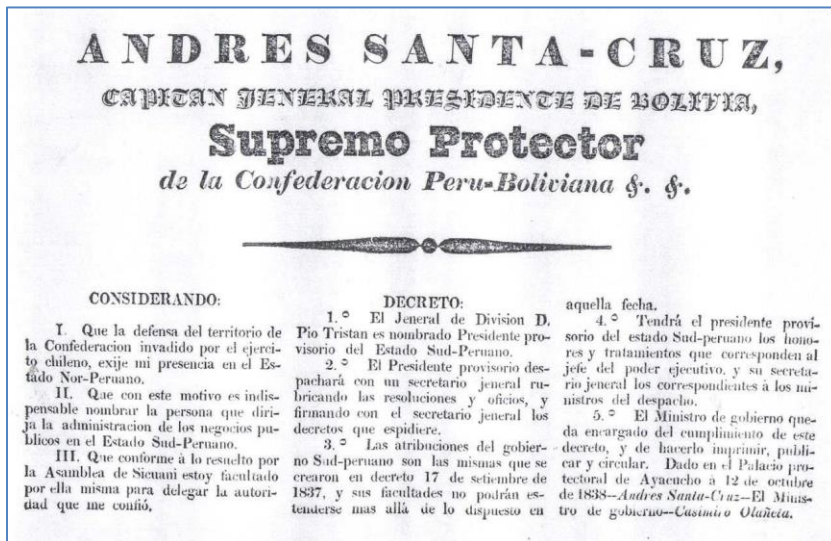 ANDRES SANTA-CRUZ,
CAPITAN JENERAL PRESIDENTE DE BOLIVIA,
Supremo Protector
de la Confederacion Peru-Boliviana &. &.
CONSIDERANDO:
I. Que la defensa del territorio de
la Confederacion invadido por el ejerci-
to chileno, exije mi presencia en el Es-
tado Nor-Peruano.
II. Que con este motivo es indis-
pensable nombrar la persona que diri-
ja la administracion de los negocios pu-
blicos en el Estado Sud-Peruano.
III. Que conforme à lo resuelto por
la Asamblea de Sicuani estoy facultado
por ella misma para delegar la autori-
dad que me confió,
DECRETO:
1.º El Jeneral de Division D.
Pio Tristan es nombrado Presidente pro-
visorio del Estado Sud-Peruano.
2.º El Presidente provisorio des-
pachará con un secretario jeneral ru-
bricando las resoluciones y oficios, y
firmando con el secretario jeneral los
decretos que espidiere.
3.º Las atribuciones del gobier-
no Sud-peruano son las mismas que se
crearon en decreto 17 de setiembre de
1837, y sus facultades no podrán es-
tenderse mas allá de lo dispuesto en
aquella fecha.
4.º Tendrá el presidente provi-
sorio del estado Sud-peruano los hono-
res y tratamientos que corresponden al
jefe del poder ejecutivo, y su secreta-
rio jeneral los correspondientes à los mi-
nistros del despacho.
5.º El Ministro de gobierno que-
da encargado del cumplimiento de este
decreto, y de hacerlo imprimir, publi-
car y circular. Dado en el Palacio pro-
tectoral de Ayacucho à 12 de octubre
de 1838--Andres Santa-Cruz--El Minis-
tro de gobierno--Casimiro Olañeta.